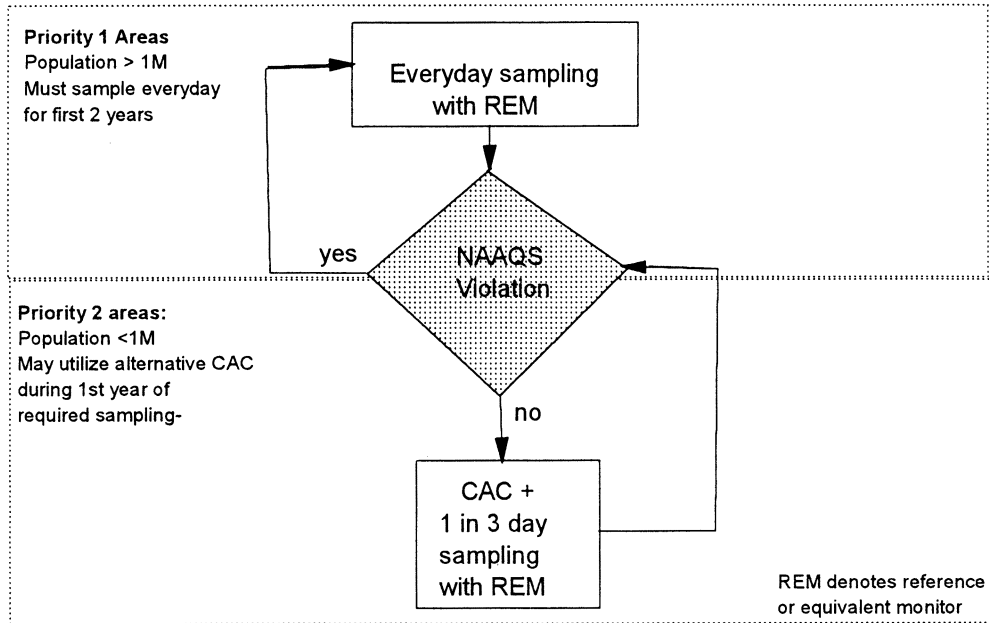 Priority 1 Areas
Population > 1M
Must sample everyday
for first 2 years
Everyday sampling
with REM
yes
NAAQS
Violation
Priority 2 areas:
Population <1M
May utilize alternative CAC
during 1st year of
required sampling-
no
CAC +
1 in 3 day
sampling
with REM
REM denotes reference
or equivalent monitor